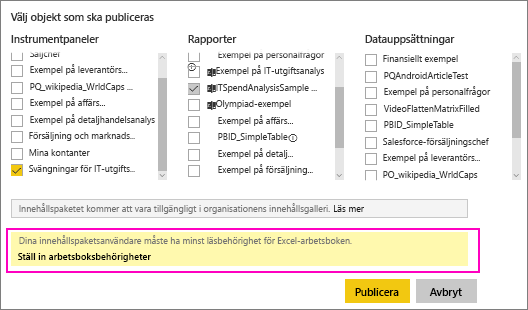 Välj objekt som ska publiceras
Instrumentpaneler
Säljchef
Exempel på leverantörs...
PQ_wikipedia_WrldCaps ...
Exempel på affärs...
Exempel på detaljhandelsanalys
Försäljning och marknads...
Mina kontanter
Svängningar för IT-utgifts...
Rapporter
Exempel på personalfrågor
Exempel på IT-utgiftsanalys
ITSpendAnalysisSample ...
Olympiad-exempel
Exempel på affärs...
PBID_SimpleTable
Exempel på detalj...
Exempel på försäljning...
Datauppsättningar
Finansiellt exempel
PQAndroidArticleTest
Exempel på personalfrågor
VideoFlattenMatrixFilled
PBID_SimpleTable
Salesforce-försäljningschef
Exempel på leverantörs...
PO_wikipedia_WrldCaps
Innehållspaketet kommer att vara tillgängligt i organisationens innehållsgalleri. Läs mer
Dina innehållspaketsanvändare måste ha minst läsbehörighet för Excel-arbetsboken.
Ställ in arbetsboksbehörigheter
Publicera
Avbryt